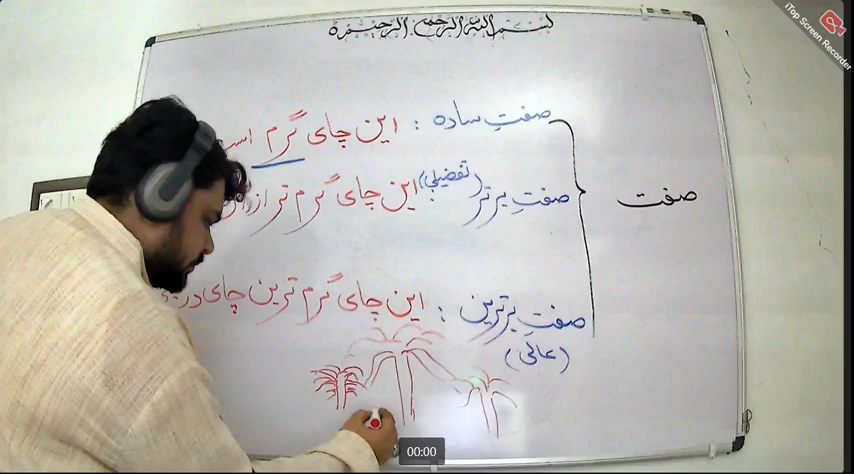 بسم الله الرحمن الرحيم
صفت
صفتِ ساده : این چای گرم اس
صفتِ برتر (تفضیلی) : این چای گرم تر از
صفتِ برترین : این چای گرم ترین چای در
(عالی)
iTop Screen Recorder
00:00